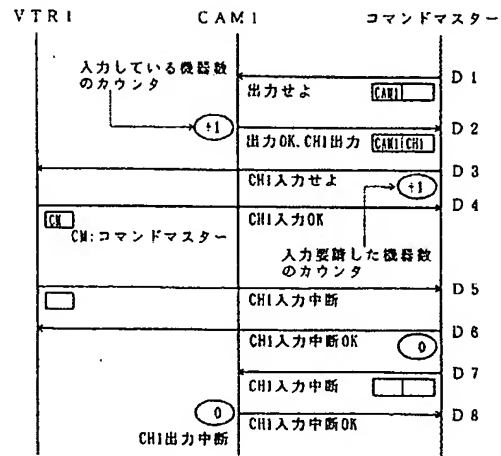 VTR1 CAM1 コマンドマスター
入力している機器数
のカウンタ
D1
出力せよ CAM1
+1
D2
出力OK. CH1出力 CAM1 CH1
D3
CH1入力せよ +1
D4
CM CH1入力OK
CM:コマンドマスター
入力要請した機器数
のカウンタ
D5
CH1入力中断
D6
CH1入力中断OK 0
D7
CH1入力中断
0 D8
CH1入力中断OK
CH1出力中断